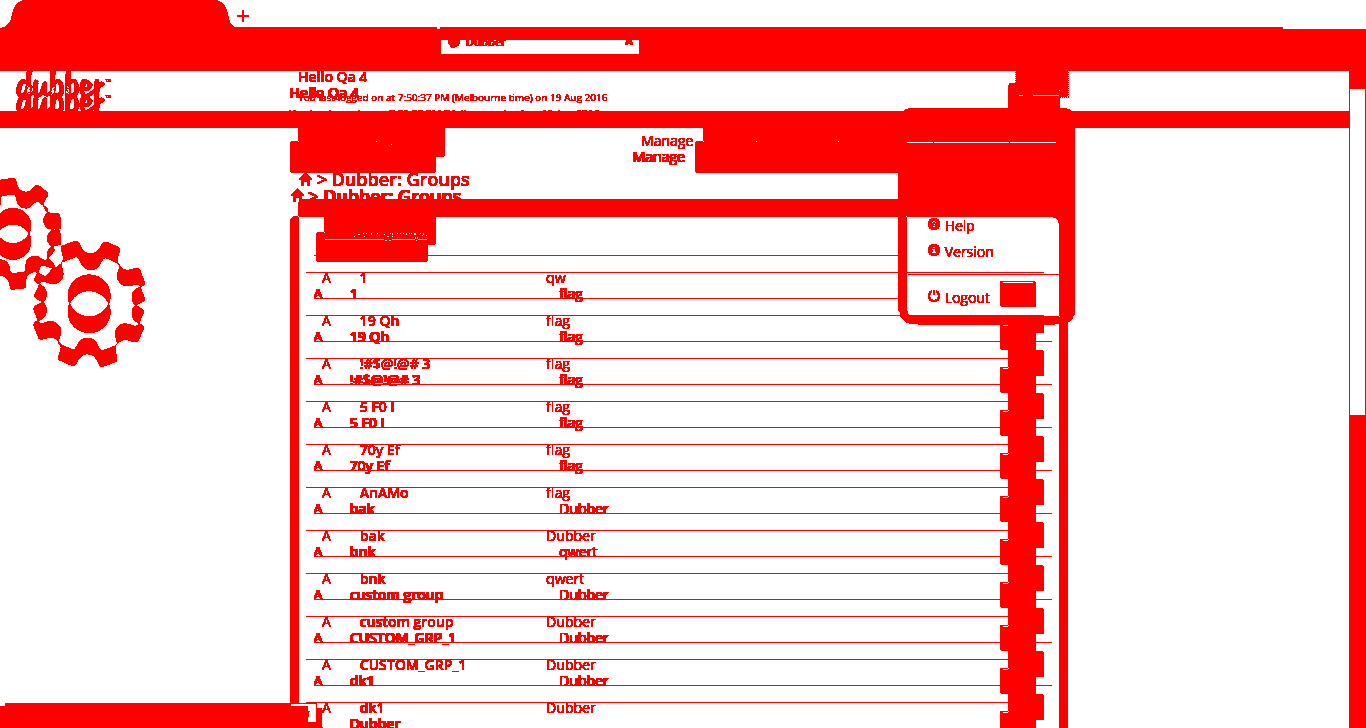 +
Dubber
dubber™
dubber™
Hello Qa 4
Hello Qa 4
You last logged on at 7:50:37 PM (Melbourne time) on 19 Aug 2016
Manage
Manage
> Dubber: Groups
> Dubber: Groups
Help
Version
Logout
A 1 qw
A 1 flag
A 19 Qh flag
A 19 Qh flag
A !#$@!@# 3 flag
A !#$@!@# 3 flag
A 5 F0 I flag
A 5 F0 I flag
A 70y Ef flag
A 70y Ef flag
A AnAMo flag
A bak Dubber
A bak Dubber
A bnk qwert
A bnk qwert
A custom group Dubber
A custom group Dubber
A CUSTOM_GRP_1 Dubber
A CUSTOM_GRP_1 Dubber
A dk1 Dubber
A dk1 Dubber
Dubber